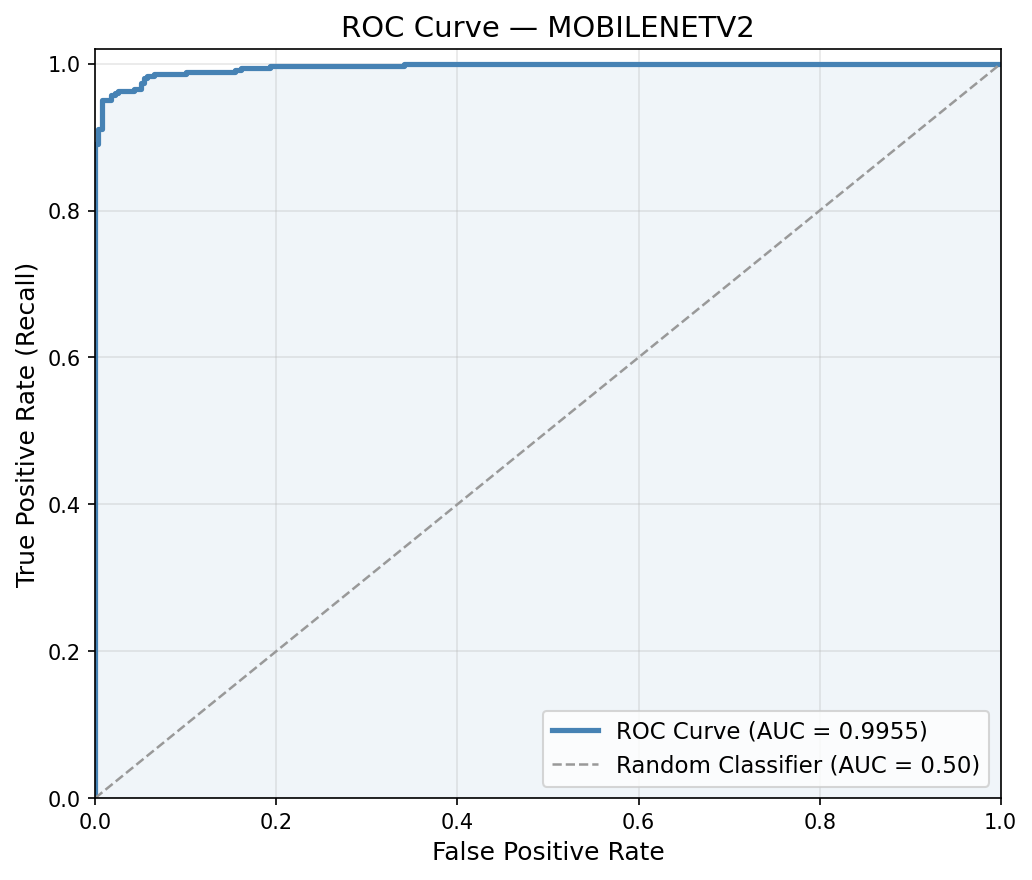 ROC Curve — MOBILENETV2
True Positive Rate (Recall)
1.0
0.8
0.6
0.4
0.2
0.0
ROC Curve (AUC = 0.9955)
Random Classifier (AUC = 0.50)
0.0 0.2 0.4 0.6 0.8 1.0
False Positive Rate